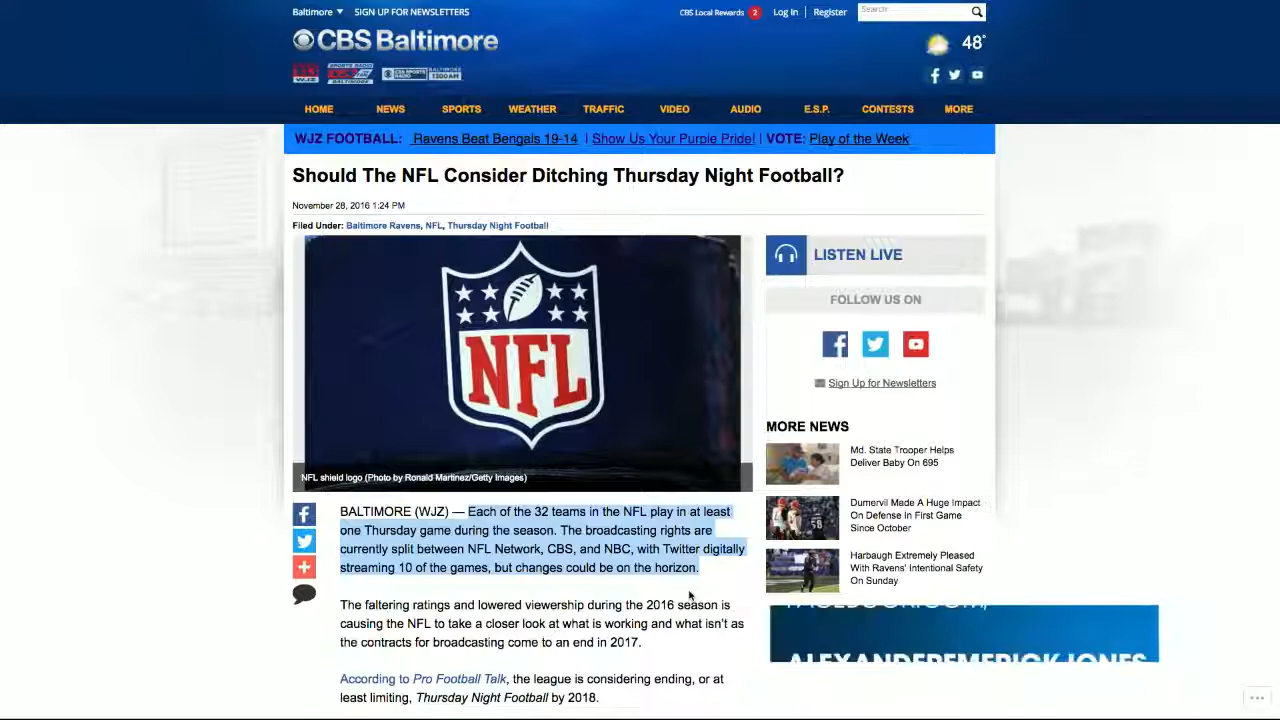 Baltimore SIGN UP FOR NEWSLETTERS
CBS Local Rewards 2 Log In Register Search
CBS Baltimore
48°
HOME NEWS SPORTS WEATHER TRAFFIC VIDEO AUDIO E.S.P. CONTESTS MORE
WJZ FOOTBALL: Ravens Beat Bengals 19-14 | Show Us Your Purple Pride! | VOTE: Play of the Week
Should The NFL Consider Ditching Thursday Night Football?
November 28, 2016 1:24 PM
Filed Under: Baltimore Ravens, NFL, Thursday Night Football
NFL
NFL shield logo (Photo by Ronald Martinez/Getty Images)
BALTIMORE (WJZ) — Each of the 32 teams in the NFL play in at least
one Thursday game during the season. The broadcasting rights are
currently split between NFL Network, CBS, and NBC, with Twitter digitally
streaming 10 of the games, but changes could be on the horizon.
The faltering ratings and lowered viewership during the 2016 season is
causing the NFL to take a closer look at what is working and what isn't as
the contracts for broadcasting come to an end in 2017.
According to Pro Football Talk, the league is considering ending, or at
least limiting, Thursday Night Football by 2018.
LISTEN LIVE
FOLLOW US ON
Sign Up for Newsletters
MORE NEWS
Md. State Trooper Helps
Deliver Baby On 695
Dumervil Made A Huge Impact
On Defense In First Game
Since October
Harbaugh Extremely Pleased
With Ravens' Intentional Safety
On Sunday